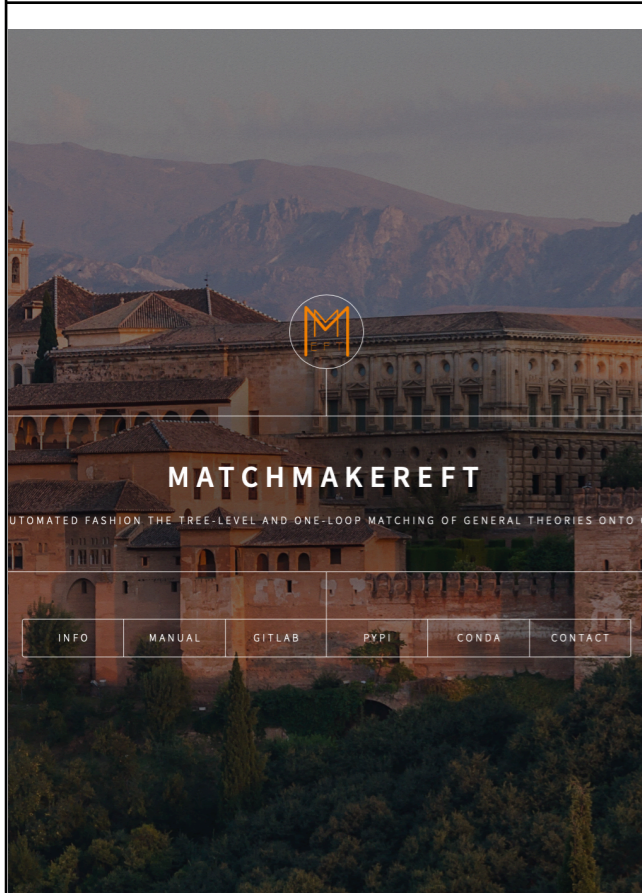 M
EFT
MATCHMAKEREFT
UTOMATED FASHION THE TREE-LEVEL AND ONE-LOOP MATCHING OF GENERAL THEORIES ONTO
INFO
MANUAL
GITLAB
PYPI
CONDA
CONTACT